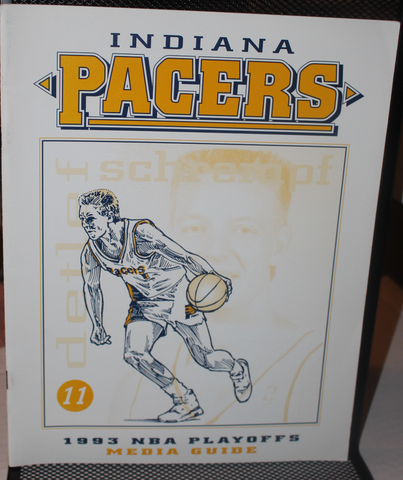 INDIANA
PACERS
schrempf
detlef
PACERS
11
1993 NBA PLAYOFFS
MEDIA GUIDE